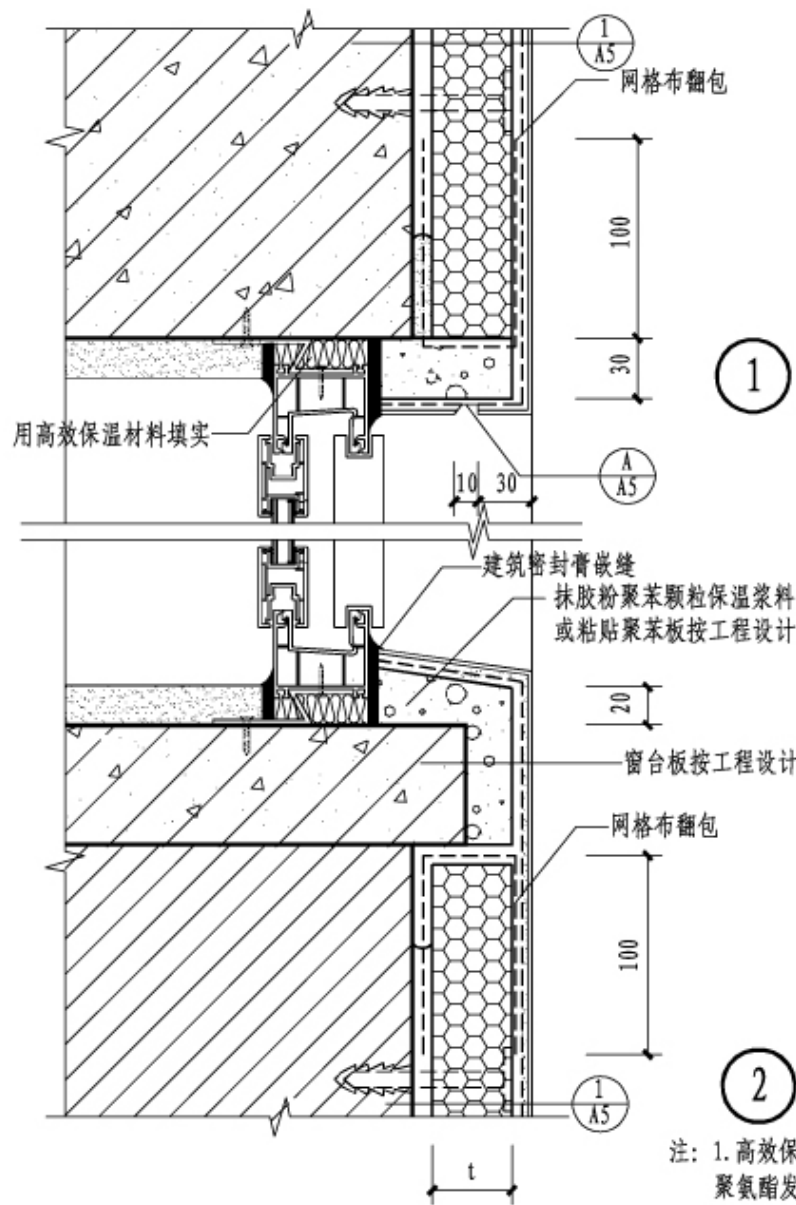 1
A5
网格布翻包
100
30
1
用高效保温材料填实
A
A5
10
30
建筑密封膏嵌缝
抹胶粉聚苯颗粒保温浆料
或粘贴聚苯板按工程设计
20
窗台板按工程设计
网格布翻包
100
2
1
A5
t
注: 1.高效保
聚氨酯发